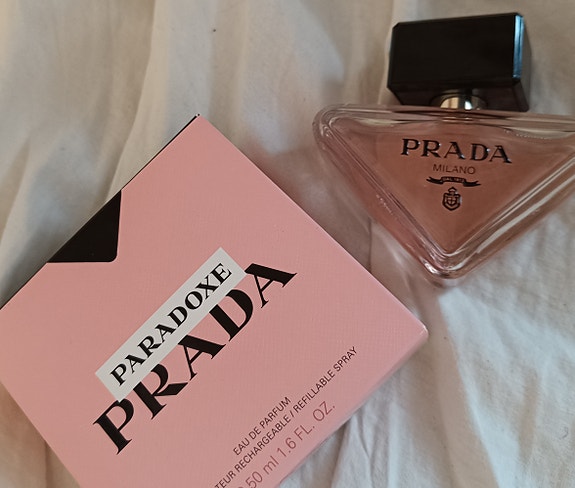 PARADOXE
PRADA
EAU DE PARFUM
TEUR RECHARGEABLE / REFILLABLE SPRAY
50 ml 1.6 FL. OZ.
PRADA
MILANO